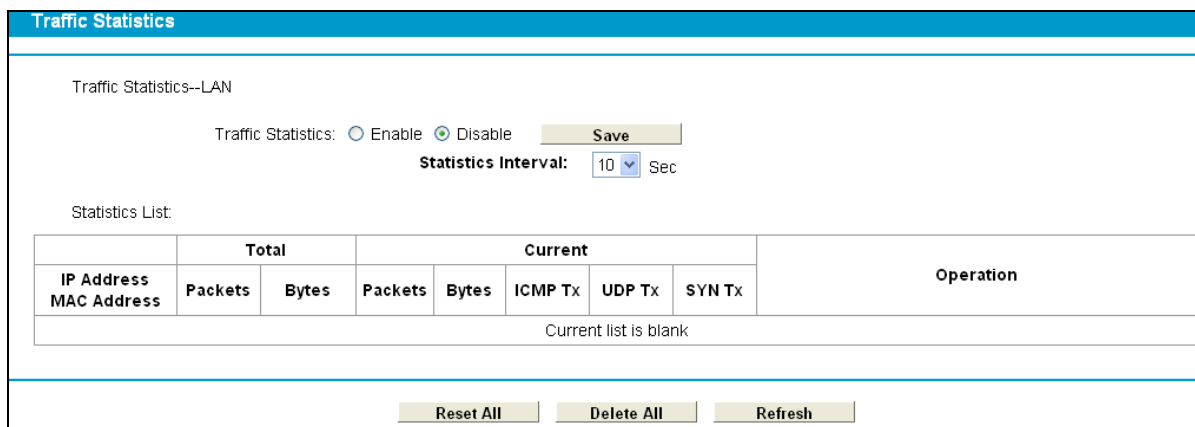 Traffic Statistics
Traffic Statistics--LAN
Traffic Statistics: Enable Disable Save
Statistics Interval: 10 Sec
Statistics List:
Total Current Operation
IP Address MAC Address Packets Bytes Packets Bytes ICMP Tx UDP Tx SYN Tx
Current list is blank
Reset All Delete All Refresh